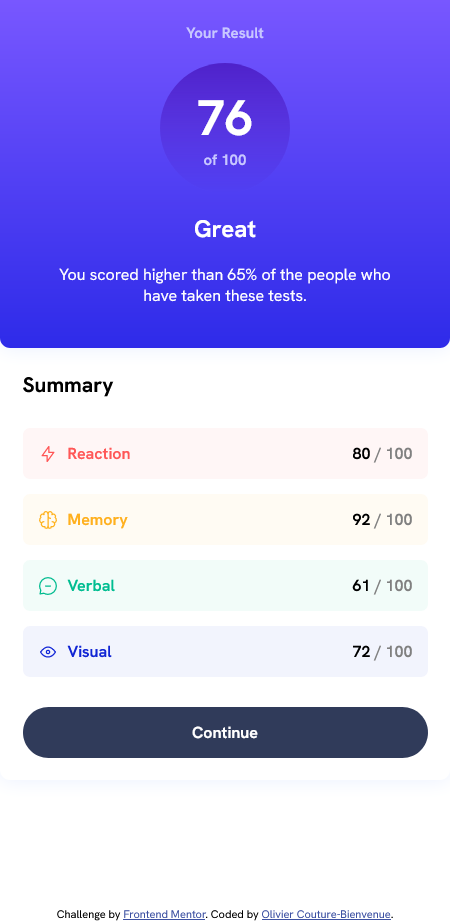 Your Result
76
of 100
Great
You scored higher than 65% of the people who
have taken these tests.
Summary
Reaction 80 / 100
Memory 92 / 100
Verbal 61 / 100
Visual 72 / 100
Continue
Challenge by Frontend Mentor. Coded by Olivier Couture-Bienvenue.